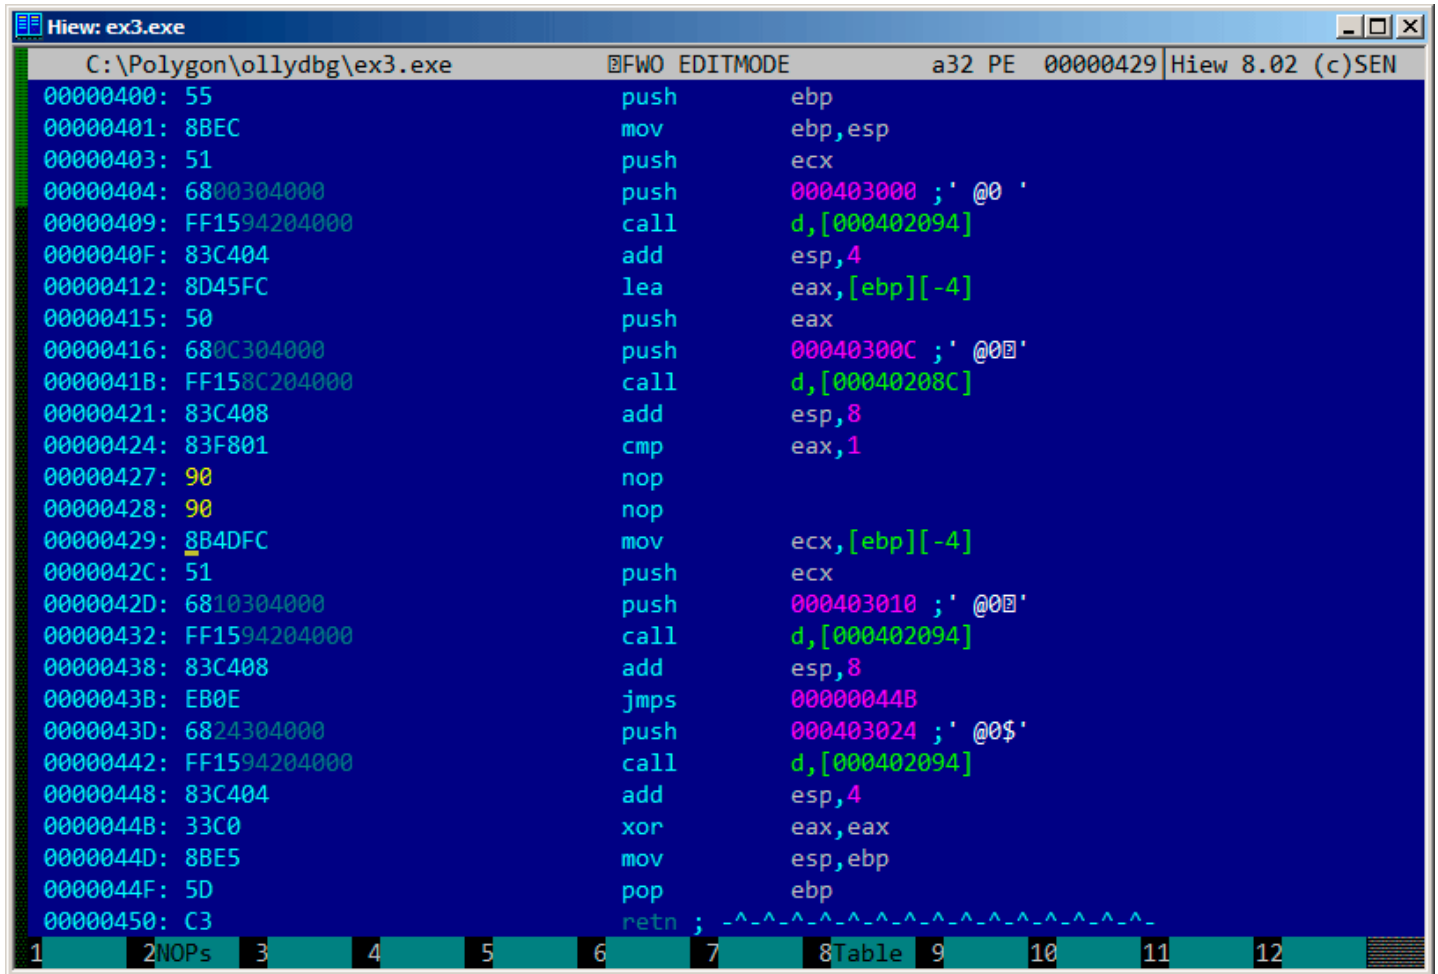 Hiew: ex3.exe
C:\Polygon\ollydbg\ex3.exe FWO EDITMODE a32 PE 00000429 Hiew 8.02 (c)SEN
00000400: 55 push ebp
00000401: 8BEC mov ebp,esp
00000403: 51 push ecx
00000404: 6800304000 push 000403000 ;' @0 '
00000409: FF1594204000 call d,[000402094]
0000040F: 83C404 add esp,4
00000412: 8D45FC lea eax,[ebp][-4]
00000415: 50 push eax
00000416: 680C304000 push 00040300C ;' @0⍰'
0000041B: FF158C204000 call d,[00040208C]
00000421: 83C408 add esp,8
00000424: 83F801 cmp eax,1
00000427: 90 nop
00000428: 90 nop
00000429: 8B4DFC mov ecx,[ebp][-4]
0000042C: 51 push ecx
0000042D: 6810304000 push 000403010 ;' @0⍰'
00000432: FF1594204000 call d,[000402094]
00000438: 83C408 add esp,8
0000043B: EB0E jmps 00000044B
0000043D: 6824304000 push 000403024 ;' @0$'
00000442: FF1594204000 call d,[000402094]
00000448: 83C404 add esp,4
0000044B: 33C0 xor eax,eax
0000044D: 8BE5 mov esp,ebp
0000044F: 5D pop ebp
00000450: C3 retn ; -^-^-^-^-^-^-^-^-^-^-^-^-^-^-^-
1 2NOPs 3 4 5 6 7 8Table 9 10 11 12